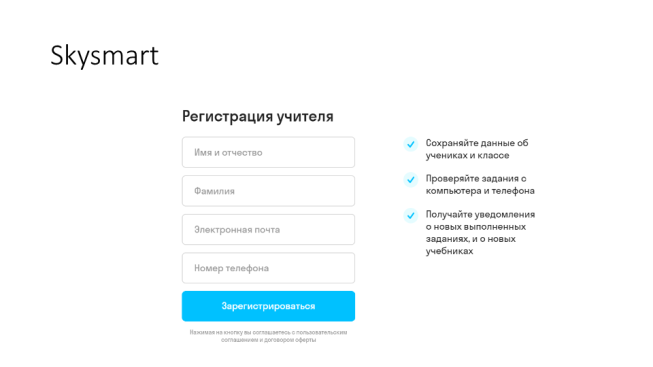 Skysmart
Регистрация учителя
Имя и отчество
Фамилия
Электронная почта
Номер телефона
Зарегистрироваться
Нажимая на кнопку вы соглашаетесь с пользовательским
соглашением и договором оферты
Сохраняйте данные об
учениках и классе
Проверяйте задания с
компьютера и телефона
Получайте уведомления
о новых выполненных
заданиях, и о новых
учебниках